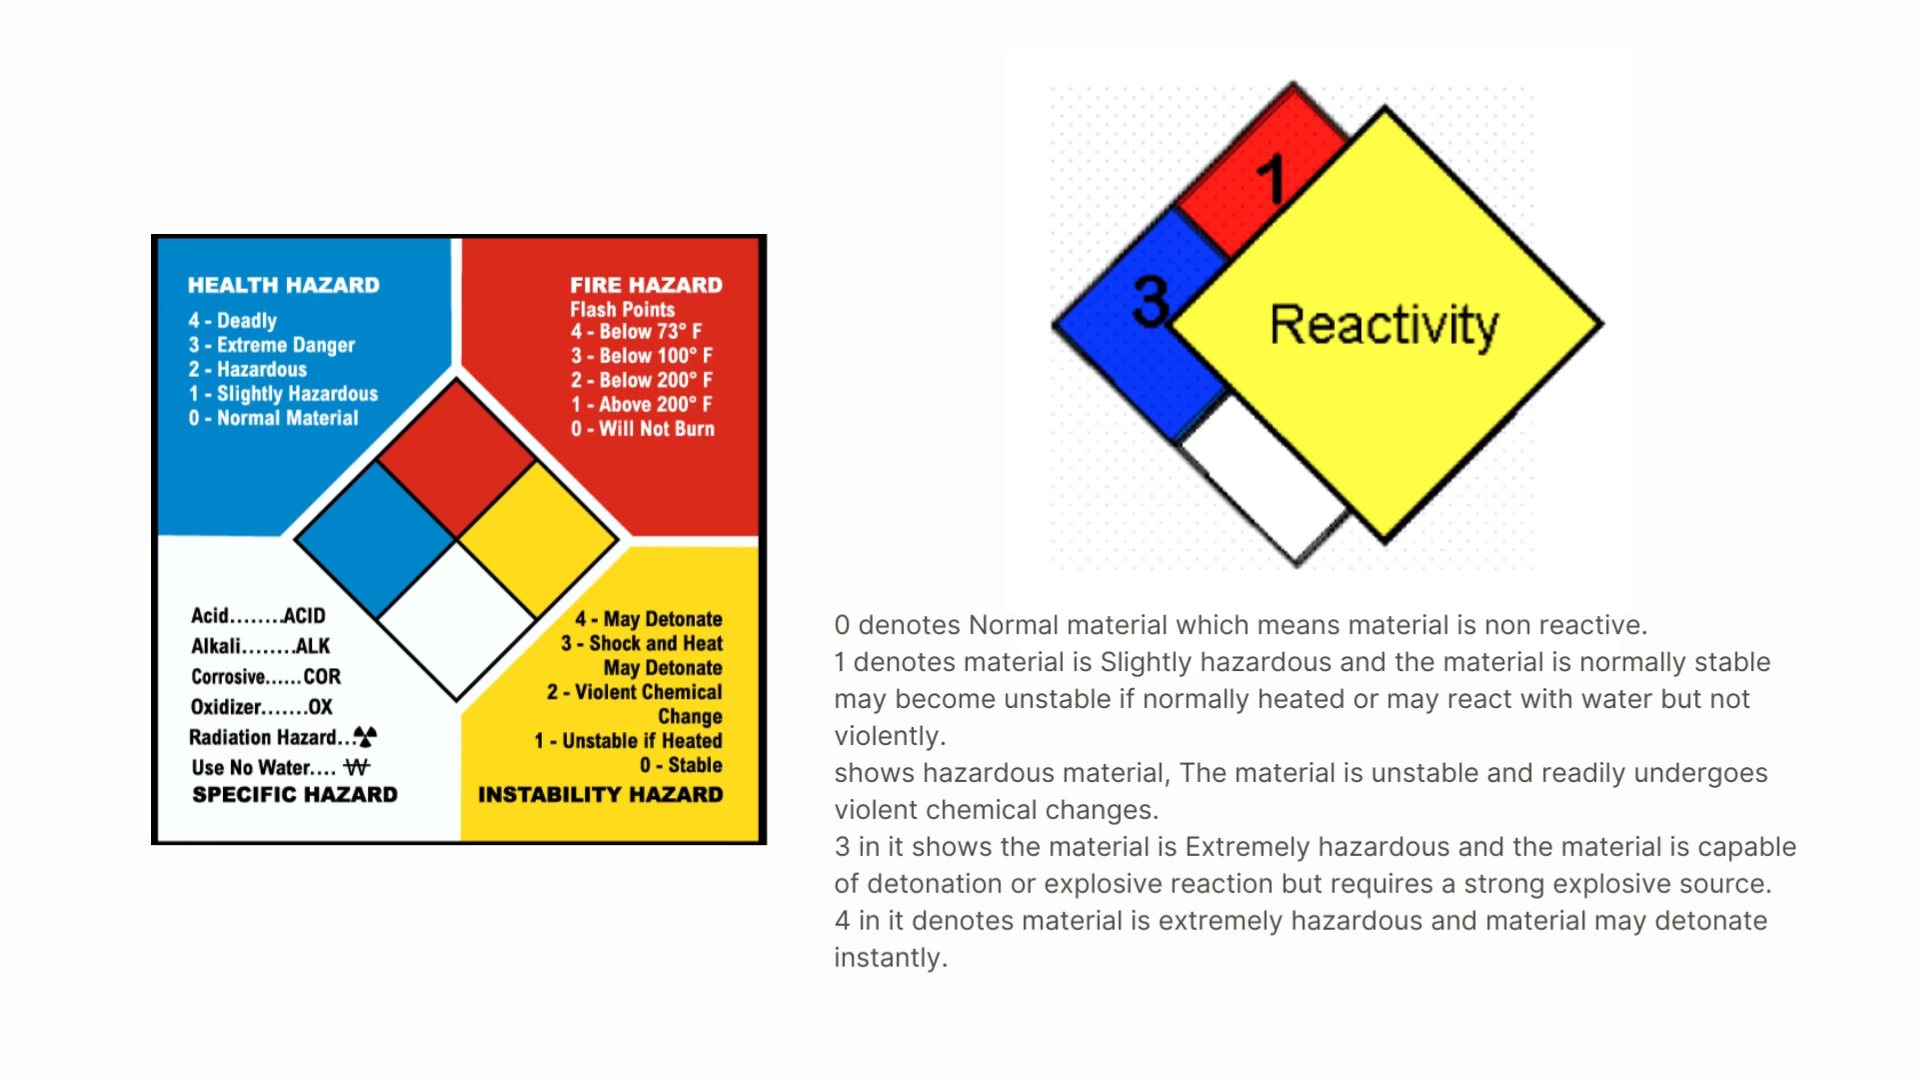 HEALTH HAZARD
4 - Deadly
3 - Extreme Danger
2 - Hazardous
1 - Slightly Hazardous
0 - Normal Material
FIRE HAZARD
Flash Points
4 - Below 73° F
3 - Below 100° F
2 - Below 200° F
1 - Above 200° F
0 - Will Not Burn
Acid........ACID
Alkali........ALK
Corrosive......COR
Oxidizer.......OX
Radiation Hazard...
Use No Water.... W
SPECIFIC HAZARD
4 - May Detonate
3 - Shock and Heat
May Detonate
2 - Violent Chemical
Change
1 - Unstable if Heated
0 - Stable
INSTABILITY HAZARD
1
3
Reactivity
0 denotes Normal material which means material is non reactive.
1 denotes material is Slightly hazardous and the material is normally stable
may become unstable if normally heated or may react with water but not
violently.
shows hazardous material, The material is unstable and readily undergoes
violent chemical changes.
3 in it shows the material is Extremely hazardous and the material is capable
of detonation or explosive reaction but requires a strong explosive source.
4 in it denotes material is extremely hazardous and material may detonate
instantly.